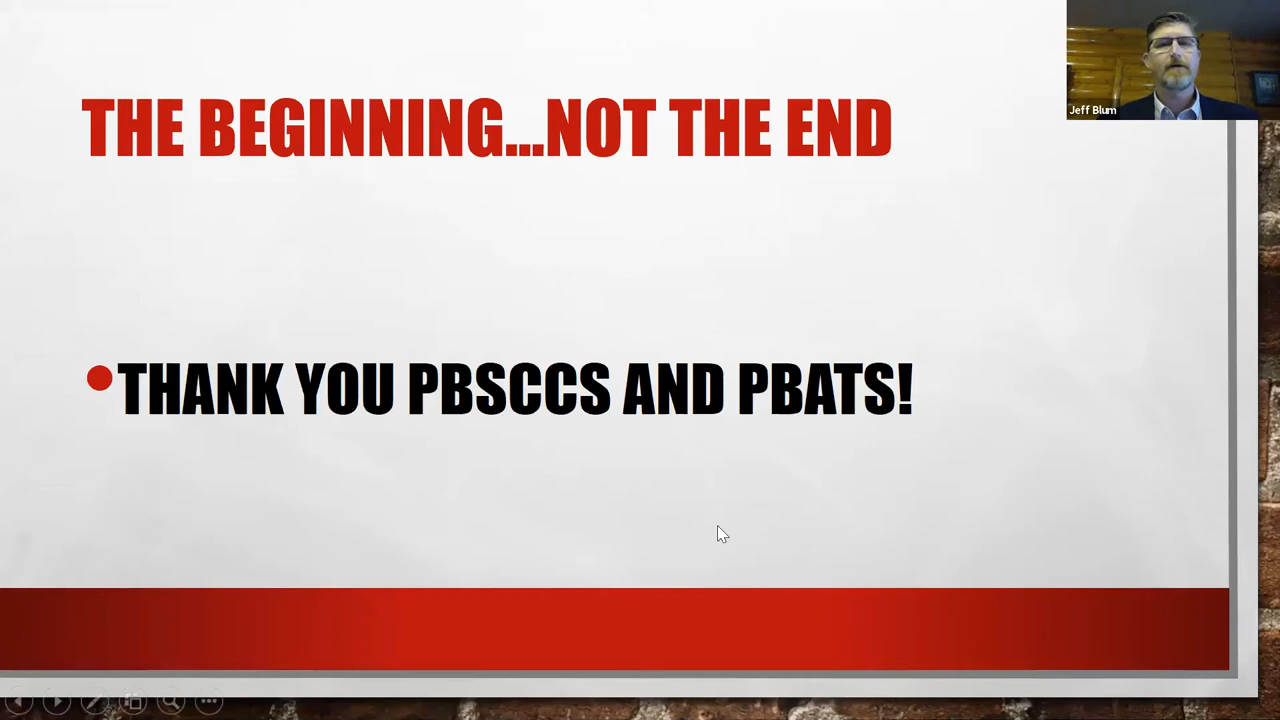 Jeff Blum
THE BEGINNING...NOT THE END
THANK YOU PBSCCS AND PBATS!